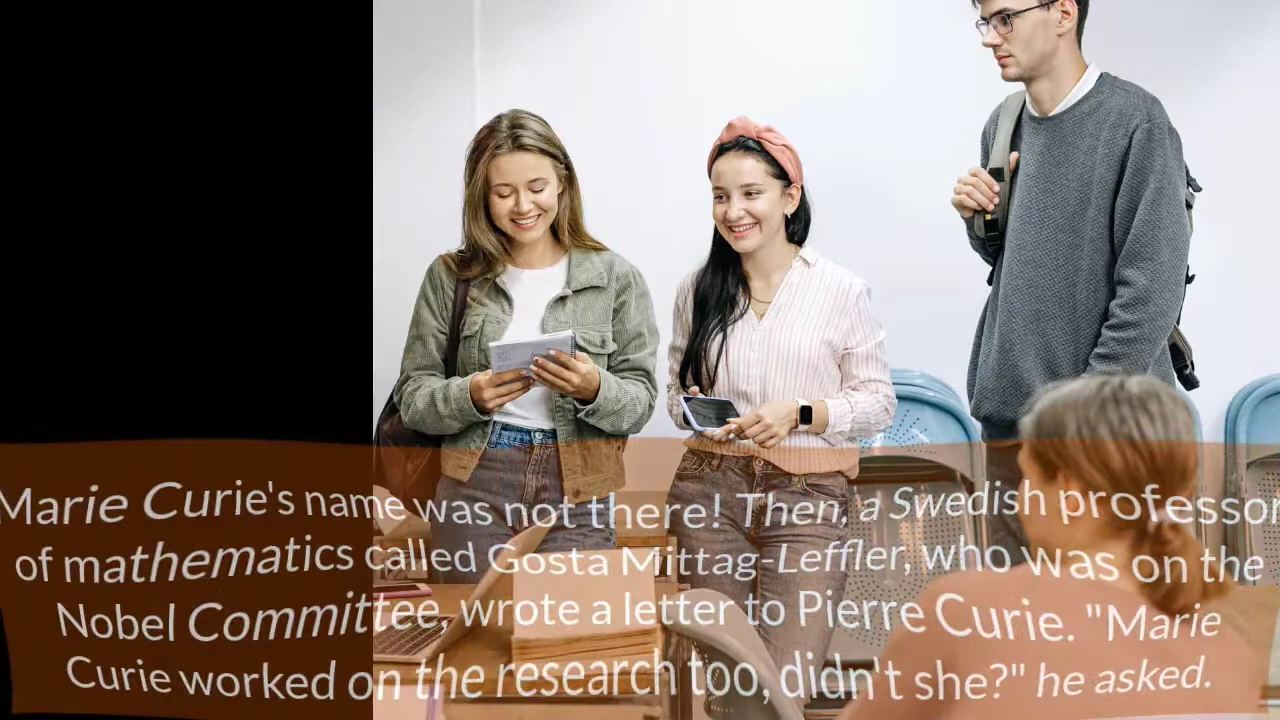 Marie Curie's name was not there! Then, a Swedish professor
of mathematics called Gosta Mittag-Leffler, who was on the
Nobel Committee, wrote a letter to Pierre Curie. "Marie
Curie worked on the research too, didn't she?" he asked.